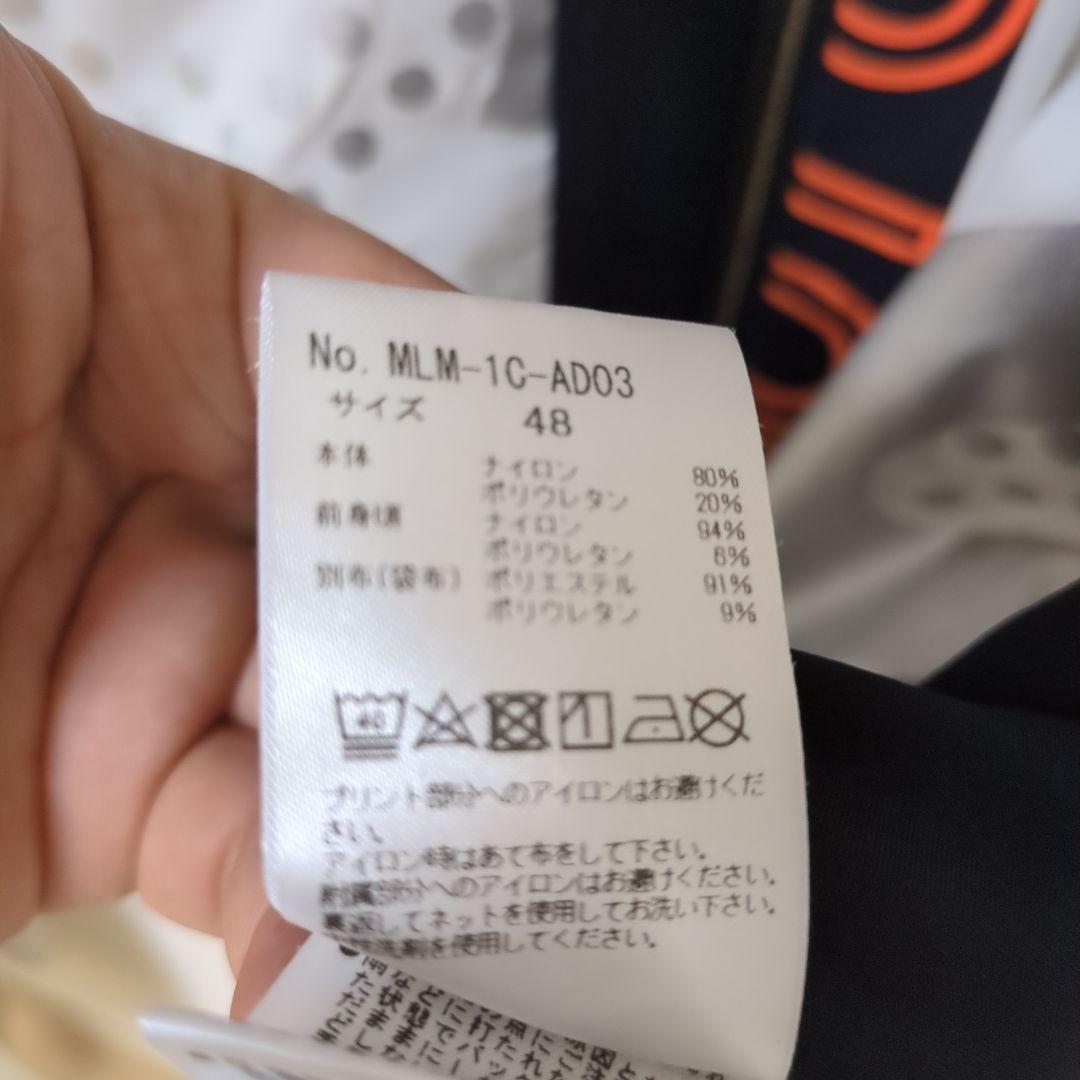 No. MLM-1C-AD03
サイズ 48
本体 ナイロン 80%
ポリウレタン 20%
前身頃 ナイロン 94%
ポリウレタン 6%
別布(袋布) ポリエステル 91%
ポリウレタン 9%
40
プリント部分へのアイロンはお避けくだ
さい。
アイロン時はあて布をして下さい。
附属部分へのアイロンはお避けください。
裏返してネットを使用してお洗い下さい。
洗剤を使用してください。